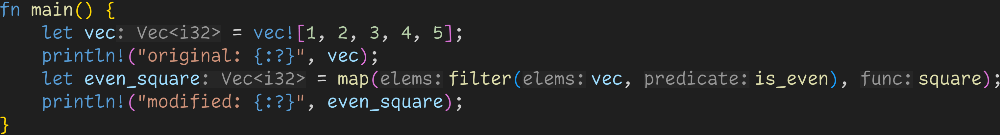 fn main() {
    let vec: Vec<i32> = vec![1, 2, 3, 4, 5];
    println!("original: {:?}", vec);
    let even_square: Vec<i32> = map(elems: filter(elems: vec, predicate: is_even), func: square);
    println!("modified: {:?}", even_square);
}